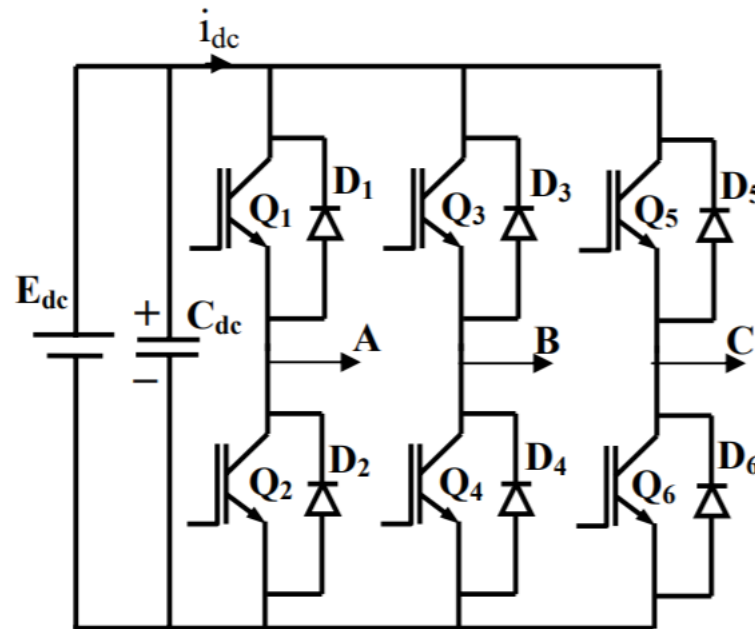 i_dc
Q_1 D_1 Q_3 D_3 Q_5 D_5
E_dc + C_dc −
A B C
Q_2 D_2 Q_4 D_4 Q_6 D_6